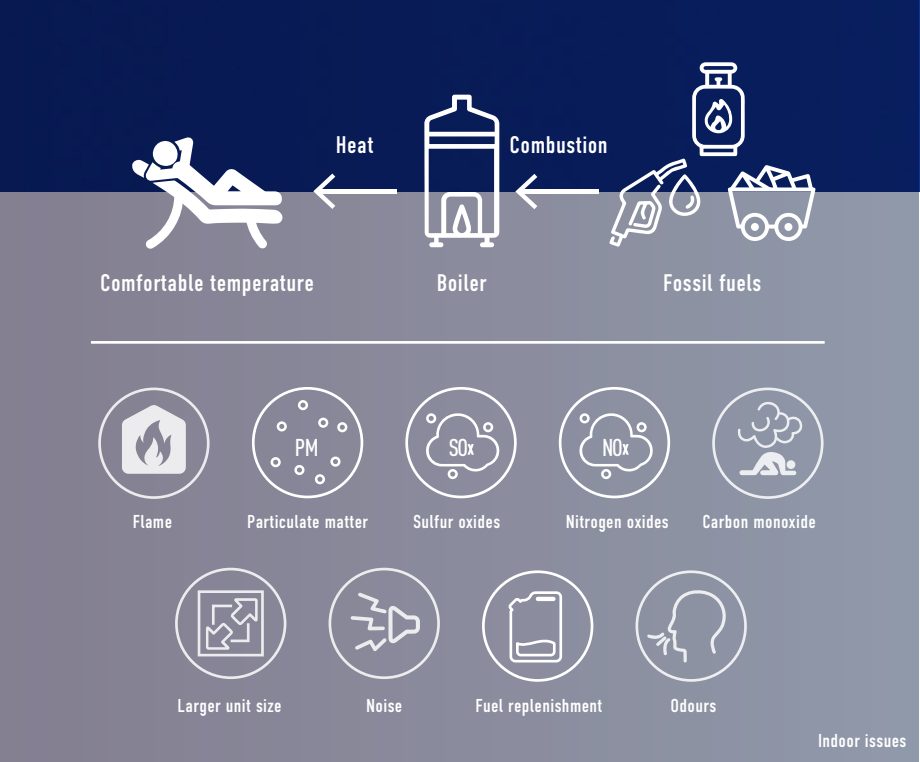 Heat
Combustion
Comfortable temperature
Boiler
Fossil fuels
PM
SOx
NOx
Flame
Particulate matter
Sulfur oxides
Nitrogen oxides
Carbon monoxide
Larger unit size
Noise
Fuel replenishment
Odours
Indoor issues